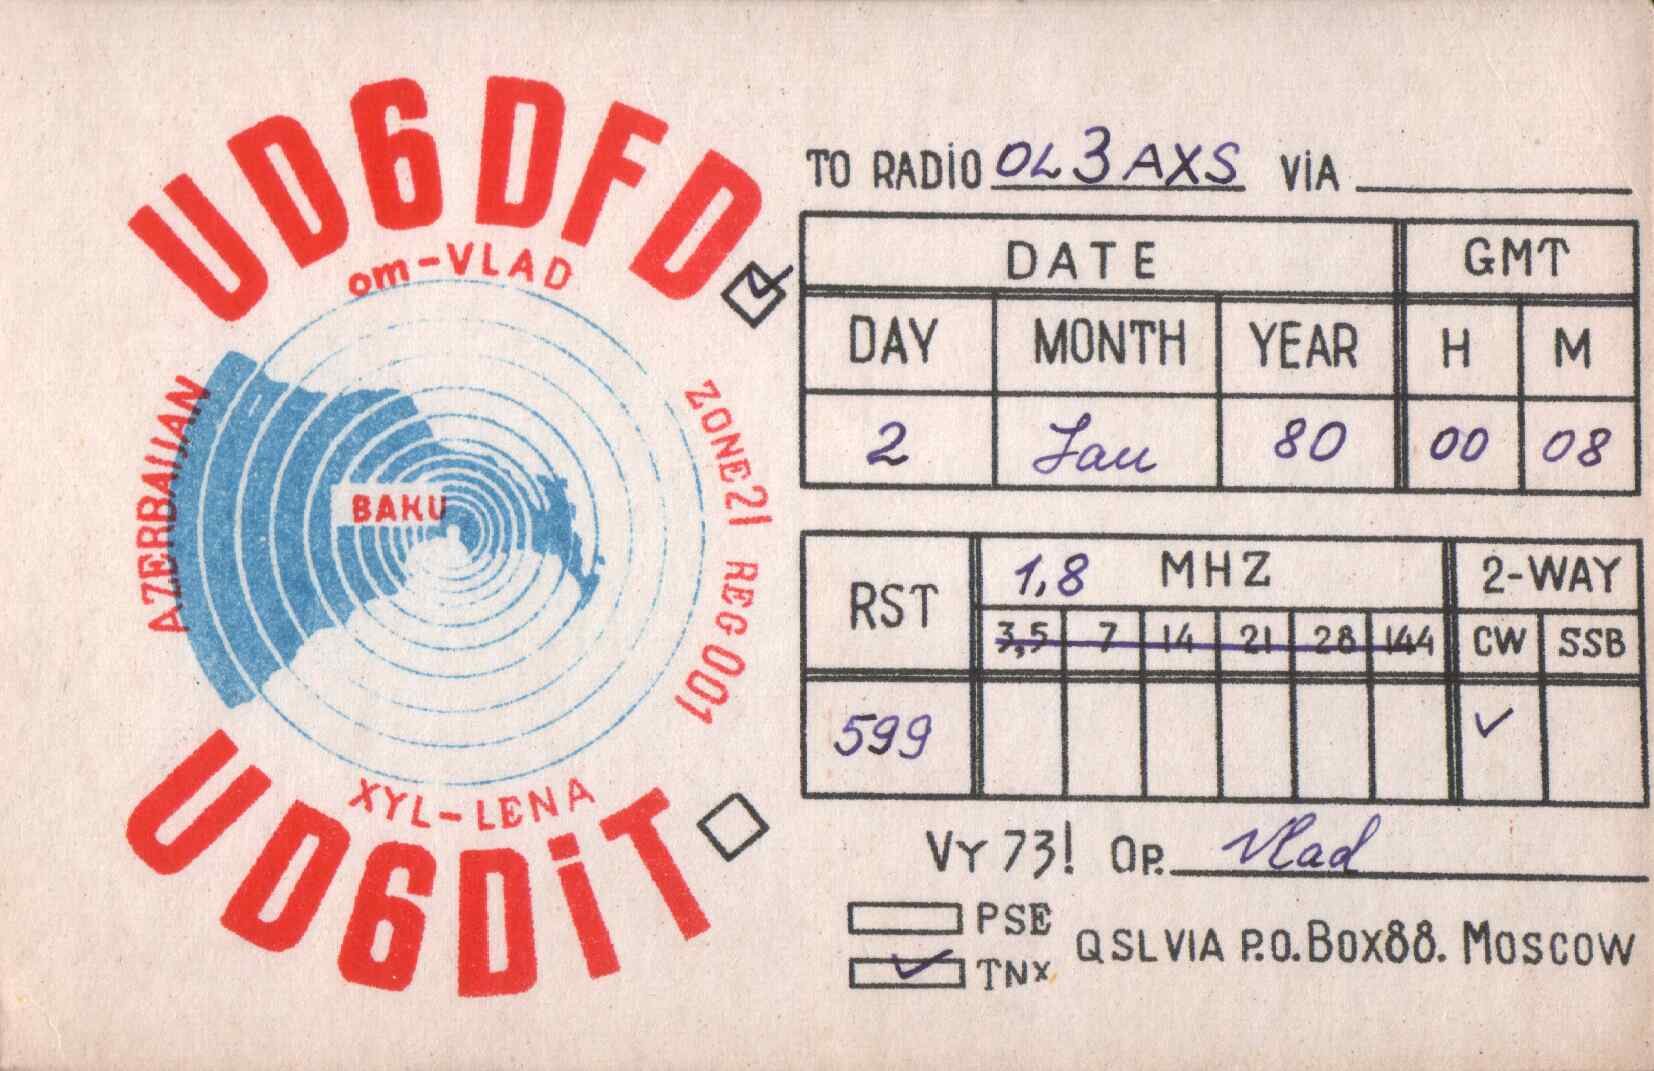 UD6DFD
om-VLAD
AZERBAIJAN
BAKU
ZONE 21 REG 001
XYL-LENA
UD6DiT
TO RADiO OL3AXS ViA
DATE GMT
DAY MONTH YEAR H M
2 Jan 80 00 08
RST 1,8 MHZ 2-WAY
3,5 7 14 21 28 144 CW SSB
599
VY 73! OP. Vlad
PSE
TNX
QSL VIA P.O. BOX 88. MOSCOW